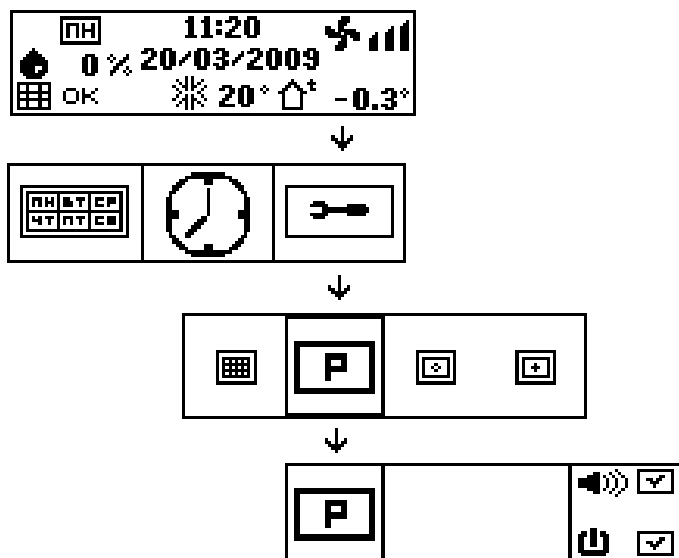 ПН 11:20
0 % 20/03/2009
OK 20° t -0.3°
ПН ВТ СР
ЧТ ПТ СБ
P
P